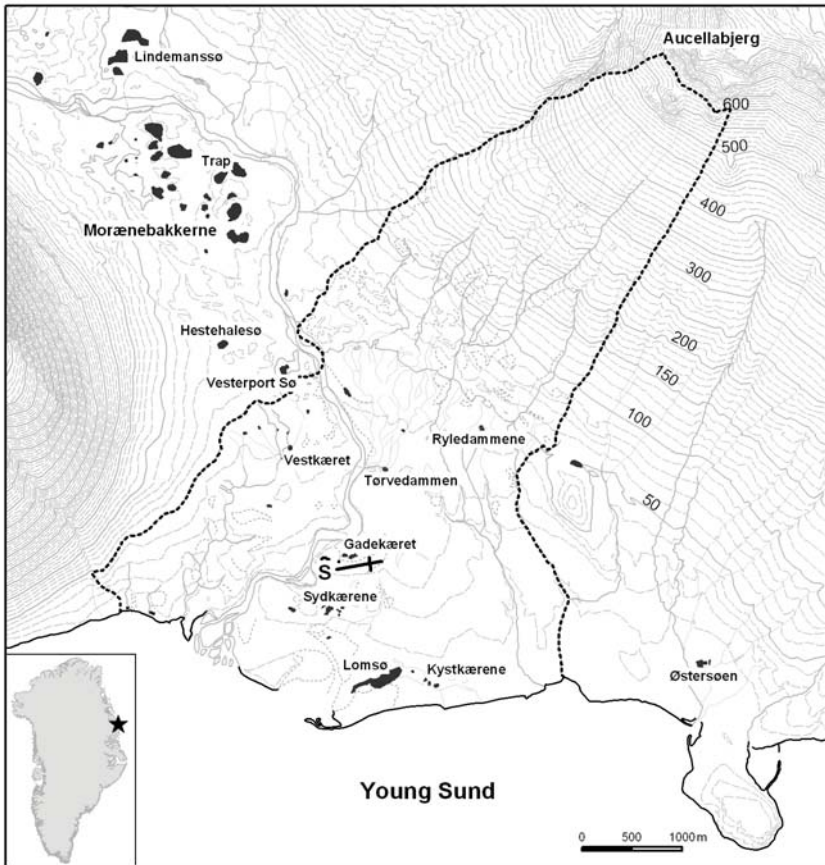 Aucellabjerg
Lindemanssø
600
500
Trap
400
Morænebakkerne
300
Hestehalesø
200
Vesterport Sø
150
100
Ryledammene
Vestkæret
Tørvedammen
50
Gadekæret
S
Sydkærene
Lomsø
Kystkærene
Østersøen
Young Sund
0 500 1000 m